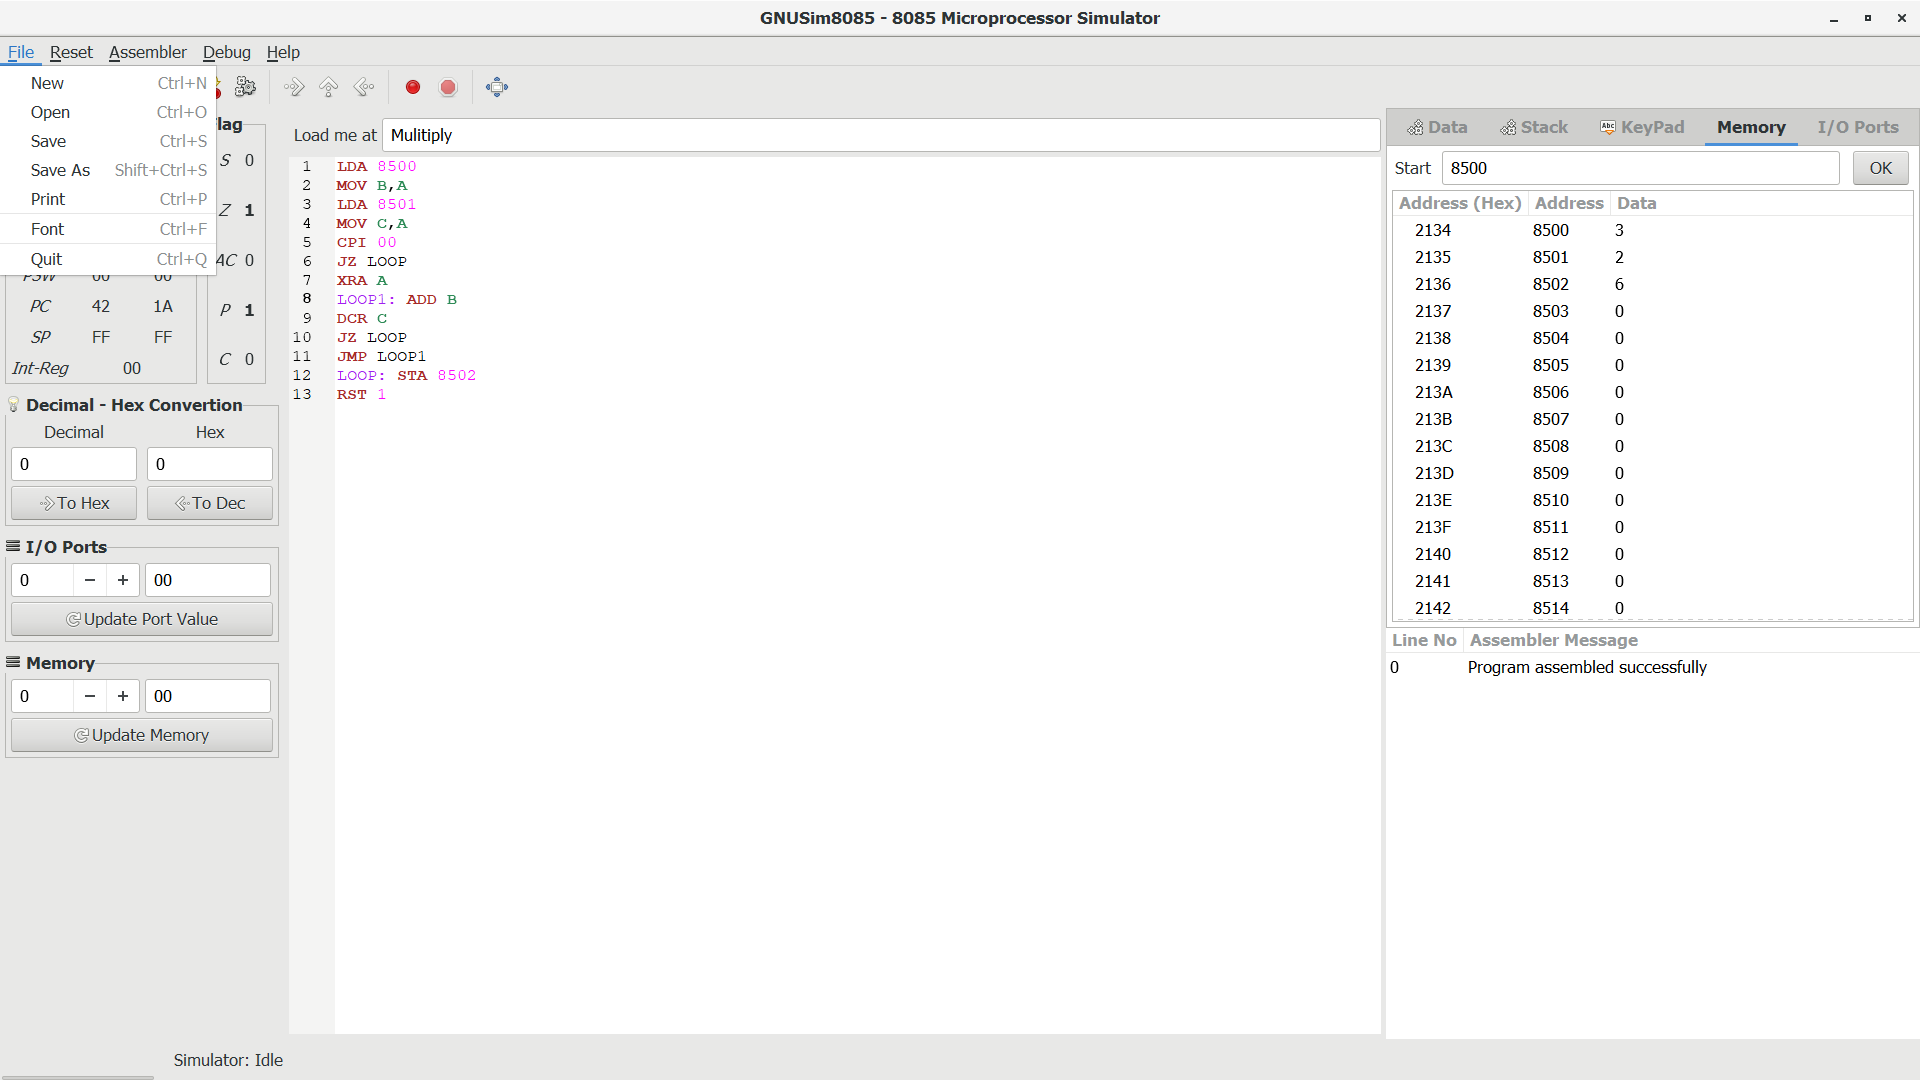 GNUSim8085 - 8085 Microprocessor Simulator
File Reset Assembler Debug Help
New Ctrl+N
Open Ctrl+O
Save Ctrl+S
Save As Shift+Ctrl+S
Print Ctrl+P
Font Ctrl+F
Quit Ctrl+Q
lag
S 0
Z 1
AC 0
P 1
C 0
PSW 00 00
PC 42 1A
SP FF FF
Int-Reg 00
Decimal - Hex Convertion
Decimal Hex
0 0
To Hex To Dec
I/O Ports
0 − + 00
Update Port Value
Memory
0 − + 00
Update Memory
Load me at Mulitiply
1 LDA 8500
2 MOV B,A
3 LDA 8501
4 MOV C,A
5 CPI 00
6 JZ LOOP
7 XRA A
8 LOOP1: ADD B
9 DCR C
10 JZ LOOP
11 JMP LOOP1
12 LOOP: STA 8502
13 RST 1
Data Stack Abc KeyPad Memory I/O Ports
Start 8500 OK
Address (Hex) Address Data
2134 8500 3
2135 8501 2
2136 8502 6
2137 8503 0
2138 8504 0
2139 8505 0
213A 8506 0
213B 8507 0
213C 8508 0
213D 8509 0
213E 8510 0
213F 8511 0
2140 8512 0
2141 8513 0
2142 8514 0
Line No Assembler Message
0 Program assembled successfully
Simulator: Idle